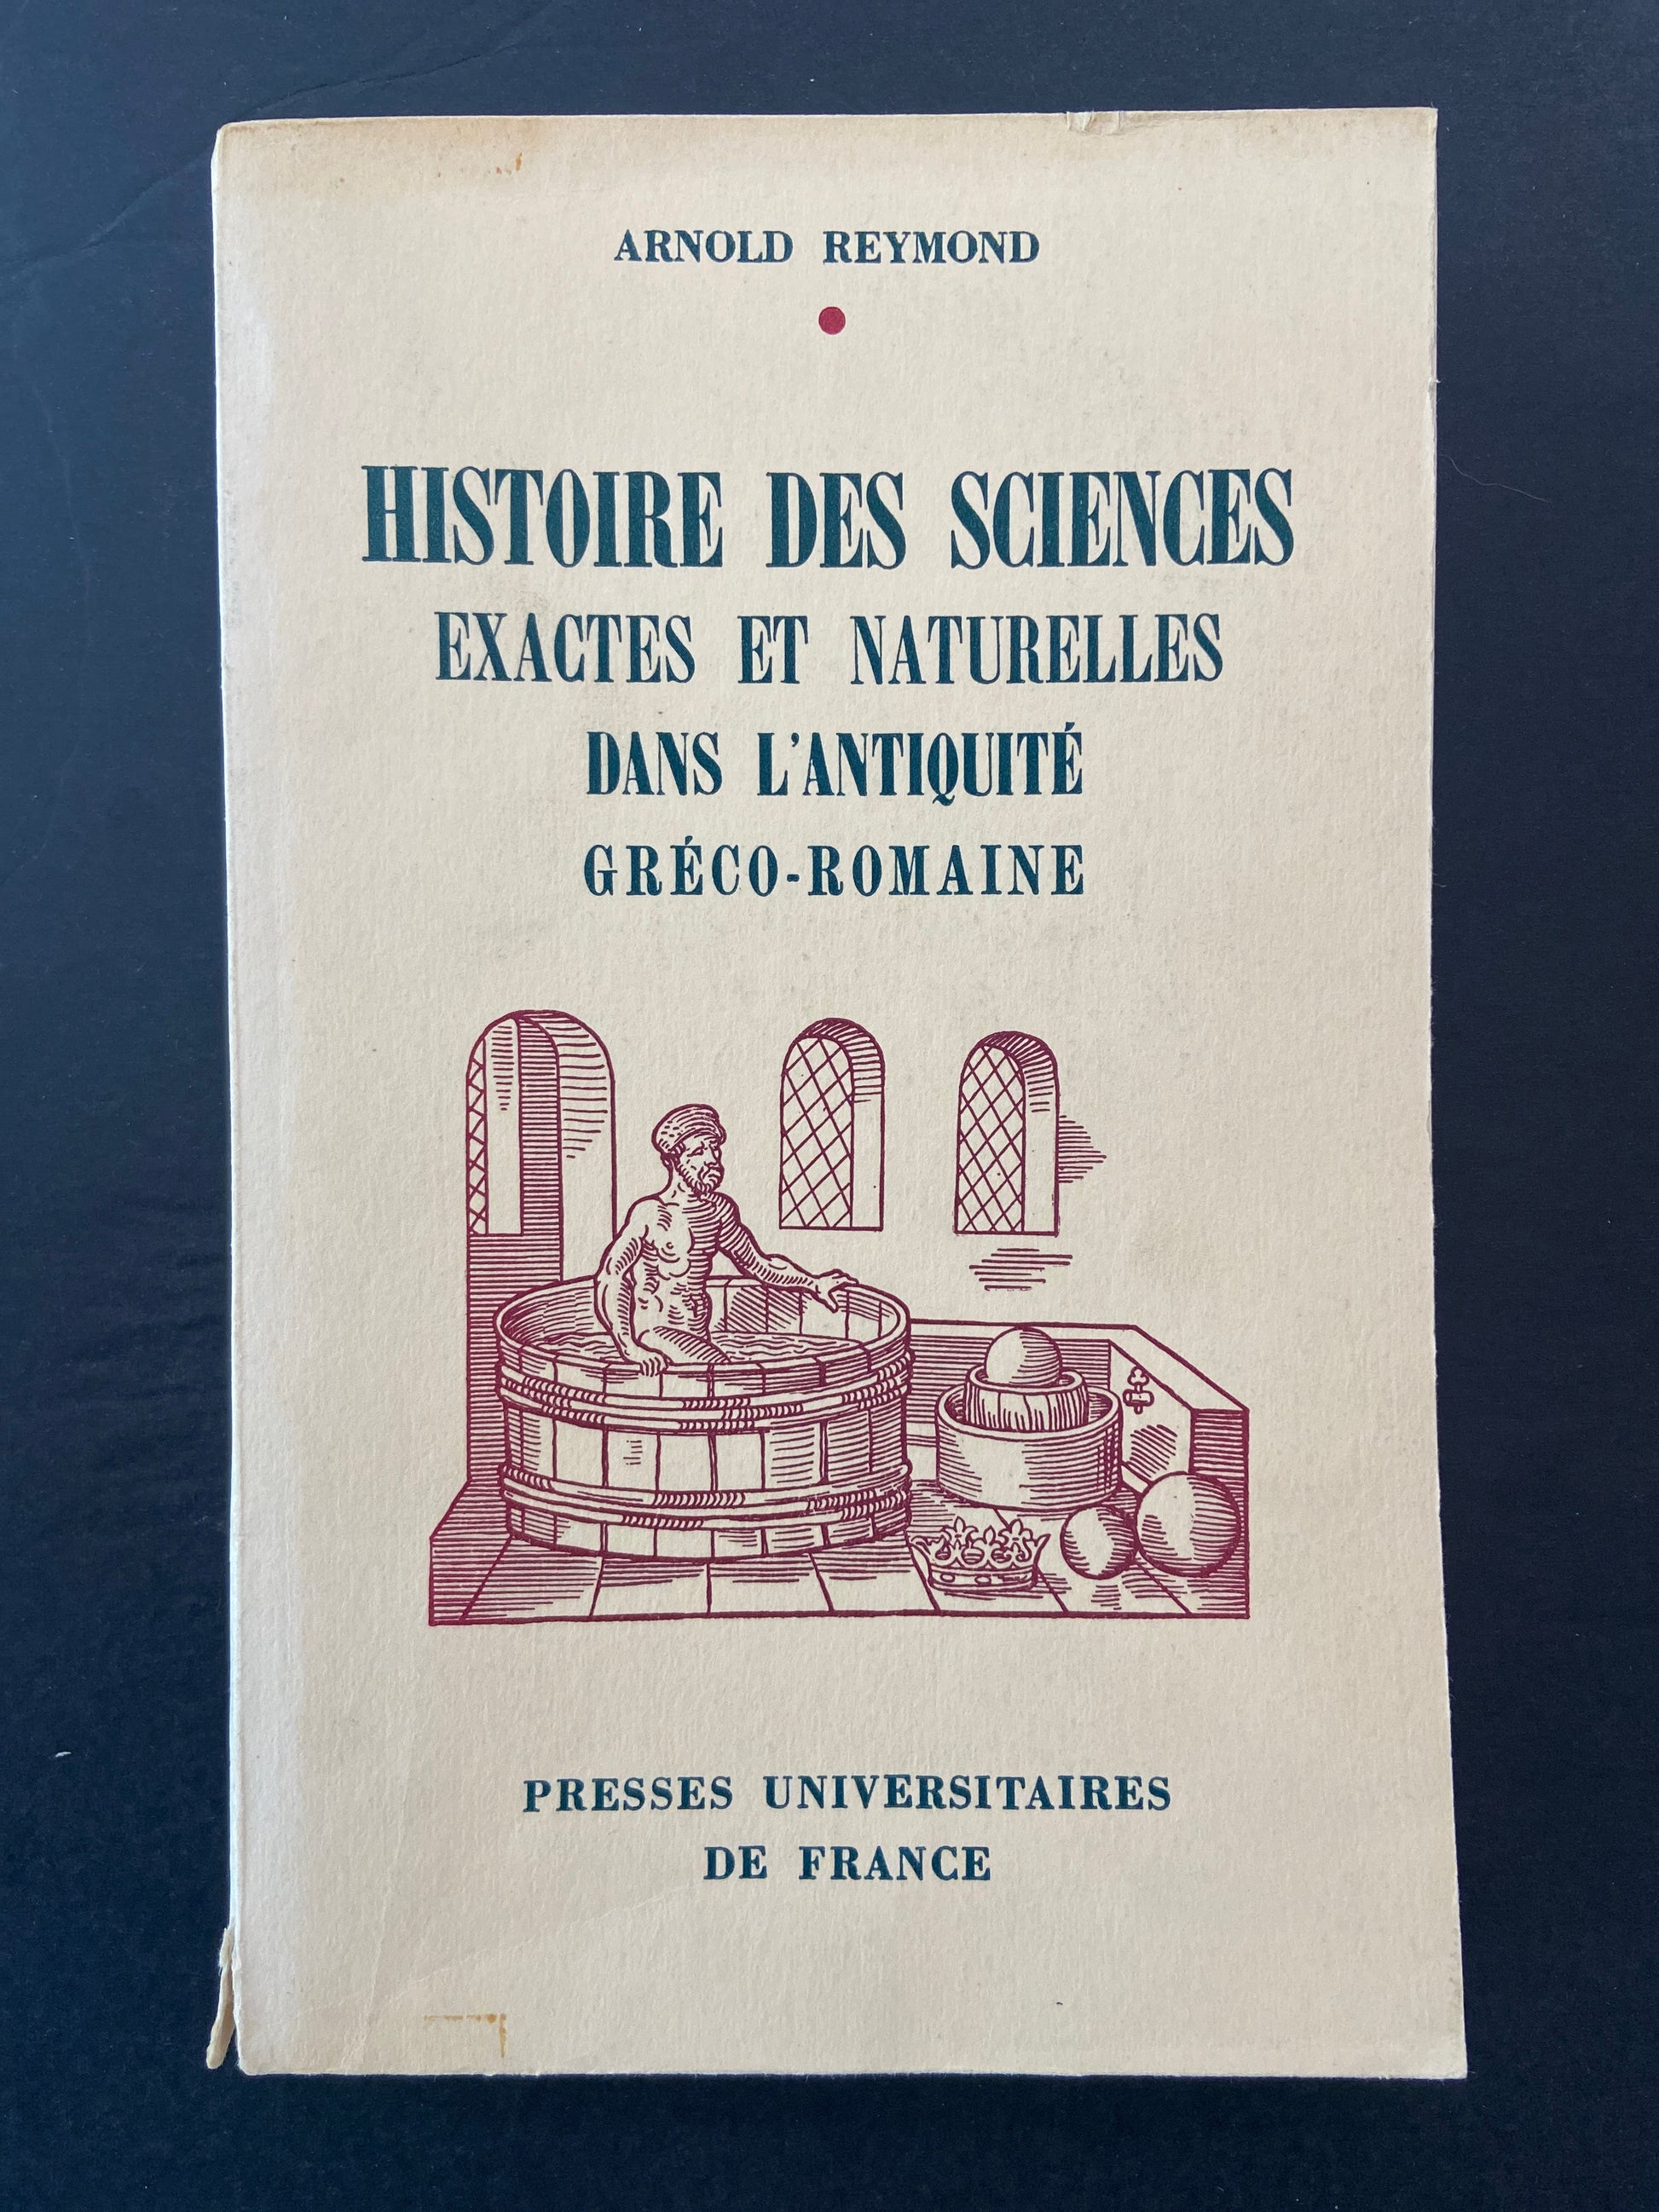 ARNOLD REYMOND
HISTOIRE DES SCIENCES
EXACTES ET NATURELLES
DANS L'ANTIQUITÉ
GRÉCO-ROMAINE
PRESSES UNIVERSITAIRES
DE FRANCE